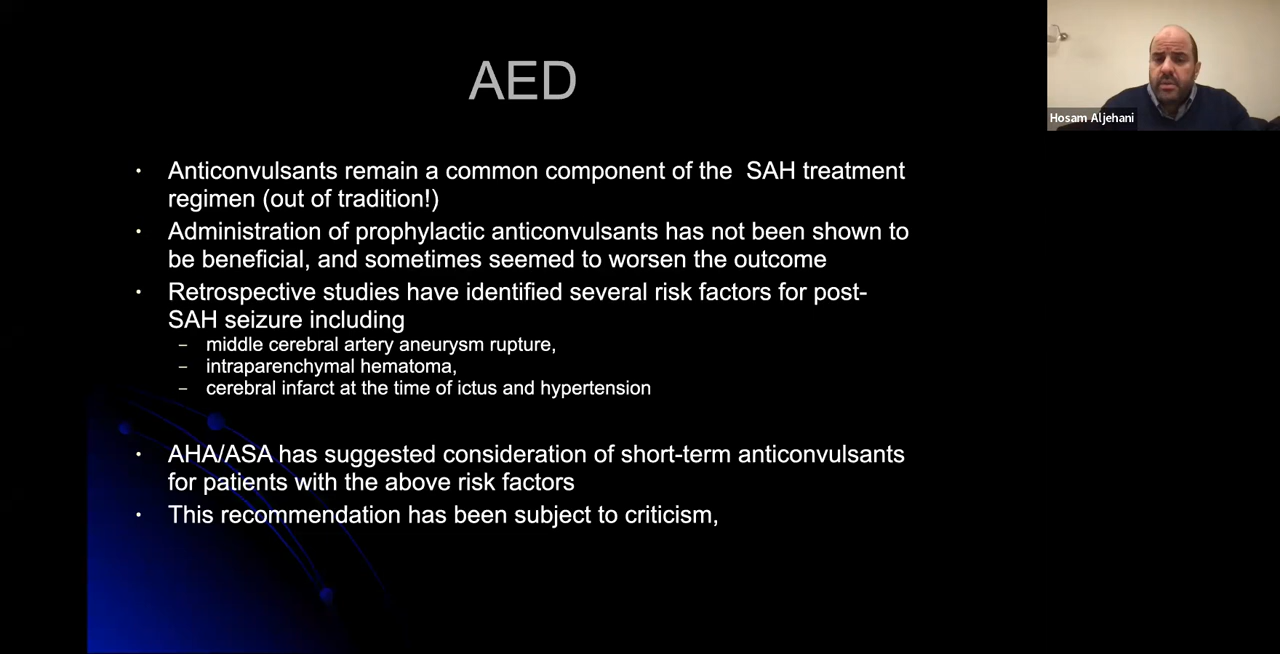 AED
Hosam Aljehani
• Anticonvulsants remain a common component of the SAH treatment
regimen (out of tradition!)
• Administration of prophylactic anticonvulsants has not been shown to
be beneficial, and sometimes seemed to worsen the outcome
• Retrospective studies have identified several risk factors for post-
SAH seizure including
– middle cerebral artery aneurysm rupture,
– intraparenchymal hematoma,
– cerebral infarct at the time of ictus and hypertension
• AHA/ASA has suggested consideration of short-term anticonvulsants
for patients with the above risk factors
• This recommendation has been subject to criticism,